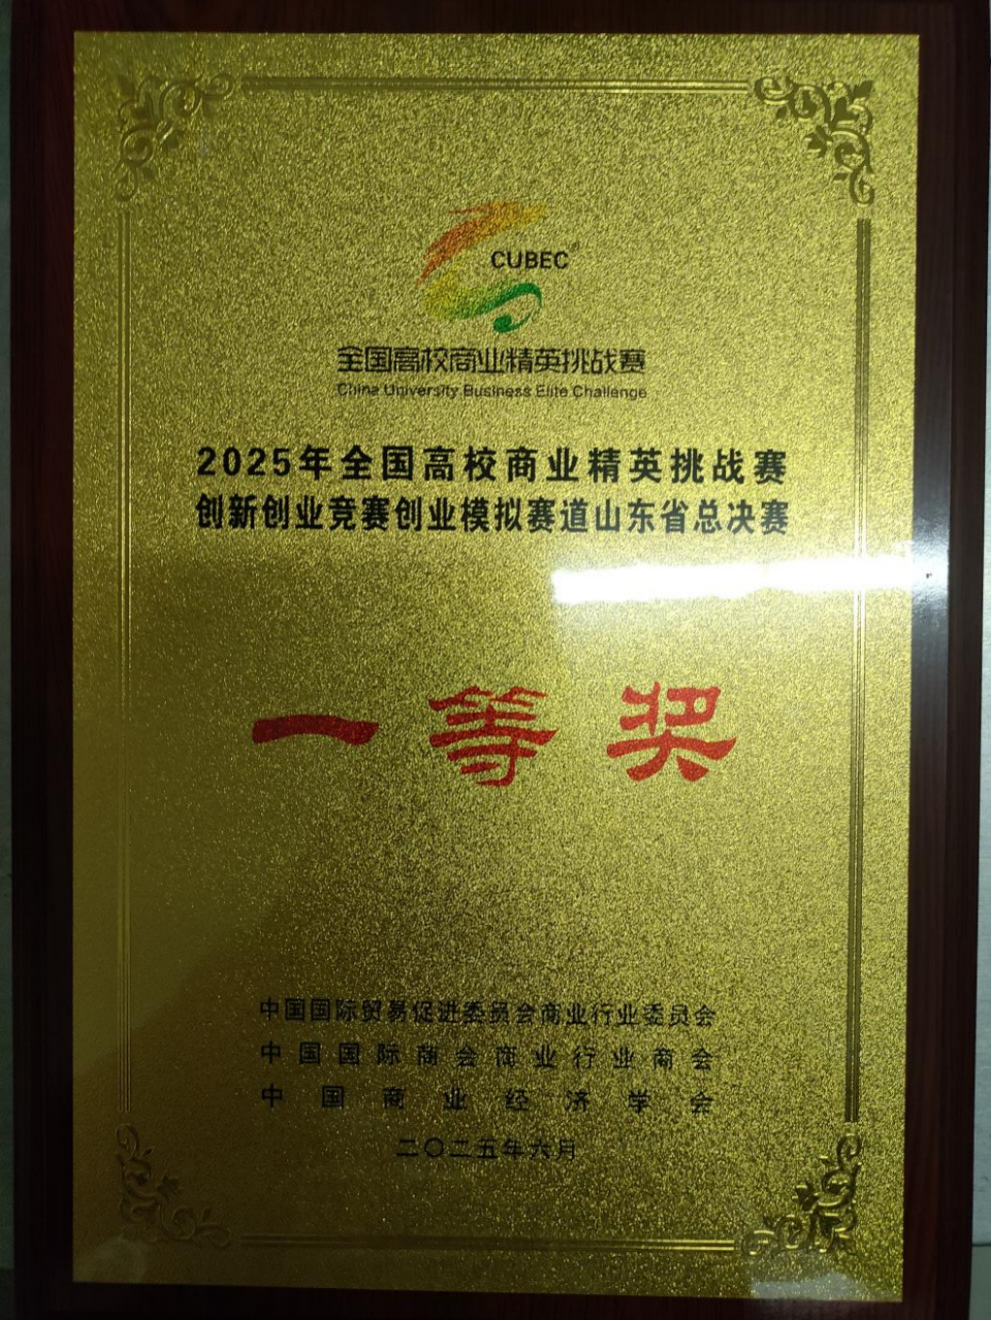 CUBEC®
全国高校商业精英挑战赛
China University Business Elite Challenge
2025年全国高校商业精英挑战赛
创新创业竞赛创业模拟赛道山东省总决赛
一等奖
中国国际贸易促进委员会商业行业委员会
中国国际商会商业行业商会
中国商业经济学会
二〇二五年六月